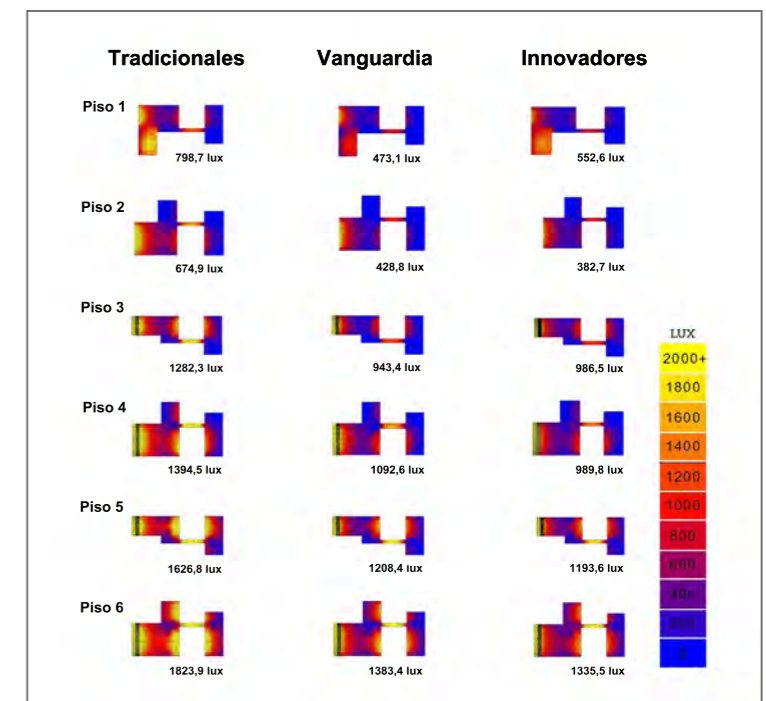 Tradicionales Vanguardia Innovadores
Piso 1
798,7 lux 473,1 lux 552,6 lux
Piso 2
674,9 lux 428,8 lux 382,7 lux
Piso 3
1282,3 lux 943,4 lux 986,5 lux
Piso 4
1394,5 lux 1092,6 lux 989,8 lux
Piso 5
1626,8 lux 1208,4 lux 1193,6 lux
Piso 6
1823,9 lux 1383,4 lux 1335,5 lux
LUX
2000+
1800
1600
1400
1200
1000
800
600
400
200
0